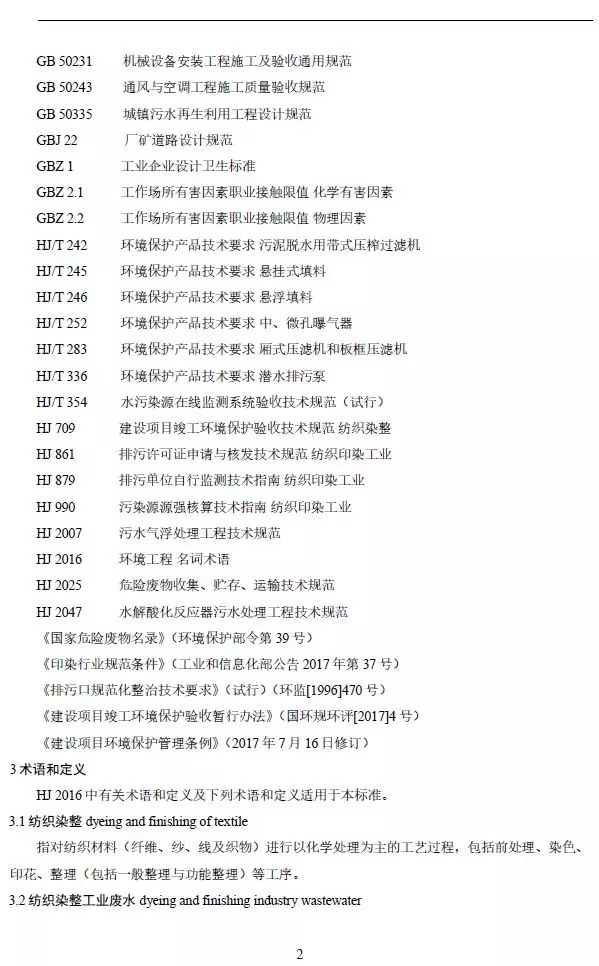 GB 50231 机械设备安装工程施工及验收通用规范
GB 50243 通风与空调工程施工质量验收规范
GB 50335 城镇污水再生利用工程设计规范
GBJ 22 厂矿道路设计规范
GBZ 1 工业企业设计卫生标准
GBZ 2.1 工作场所有害因素职业接触限值 化学有害因素
GBZ 2.2 工作场所有害因素职业接触限值 物理因素
HJ/T 242 环境保护产品技术要求 污泥脱水用带式压榨过滤机
HJ/T 245 环境保护产品技术要求 悬挂式填料
HJ/T 246 环境保护产品技术要求 悬浮填料
HJ/T 252 环境保护产品技术要求 中、微孔曝气器
HJ/T 283 环境保护产品技术要求 厢式压滤机和板框压滤机
HJ/T 336 环境保护产品技术要求 潜水排污泵
HJ/T 354 水污染源在线监测系统验收技术规范（试行）
HJ 709 建设项目竣工环境保护验收技术规范 纺织染整
HJ 861 排污许可证申请与核发技术规范 纺织印染工业
HJ 879 排污单位自行监测技术指南 纺织印染工业
HJ 990 污染源源强核算技术指南 纺织印染工业
HJ 2007 污水气浮处理工程技术规范
HJ 2016 环境工程 名词术语
HJ 2025 危险废物收集、贮存、运输技术规范
HJ 2047 水解酸化反应器污水处理工程技术规范
《国家危险废物名录》（环境保护部令第 39 号）
《印染行业规范条件》（工业和信息化部公告 2017 年第 37 号）
《排污口规范化整治技术要求》（试行）（环监[1996]470 号）
《建设项目竣工环境保护验收暂行办法》（国环规环评[2017]4 号）
《建设项目环境保护管理条例》（2017 年 7 月 16 日修订）
3 术语和定义
HJ 2016 中有关术语和定义及下列术语和定义适用于本标准。
3.1 纺织染整 dyeing and finishing of textile
指对纺织材料（纤维、纱、线及织物）进行以化学处理为主的工艺过程，包括前处理、染色、
印花、整理（包括一般整理与功能整理）等工序。
3.2 纺织染整工业废水 dyeing and finishing industry wastewater
2